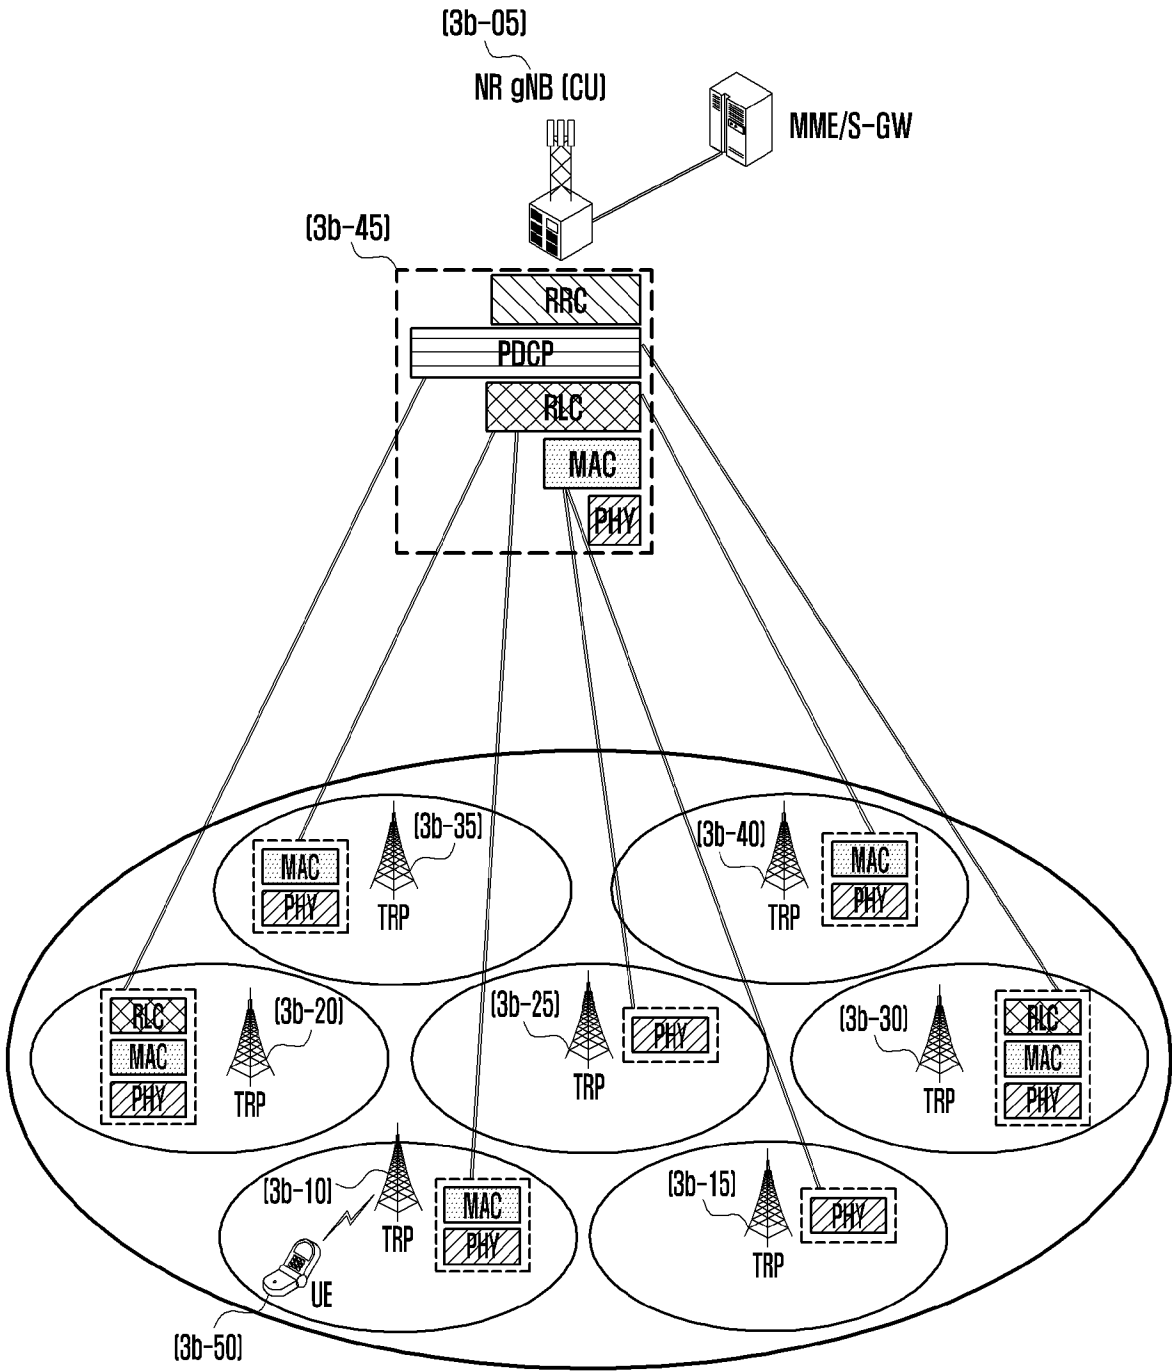 (3b-05)
NR gNB (CU)
MME/S-GW
(3b-45)
RRC
PDCP
RLC
MAC
PHY
(3b-35)
MAC
PHY
TRP
(3b-40)
MAC
PHY
TRP
RLC
MAC
PHY
(3b-20)
TRP
(3b-25)
PHY
TRP
(3b-30)
TRP
RLC
MAC
PHY
(3b-10)
TRP
MAC
PHY
UE
(3b-50)
(3b-15)
TRP
PHY